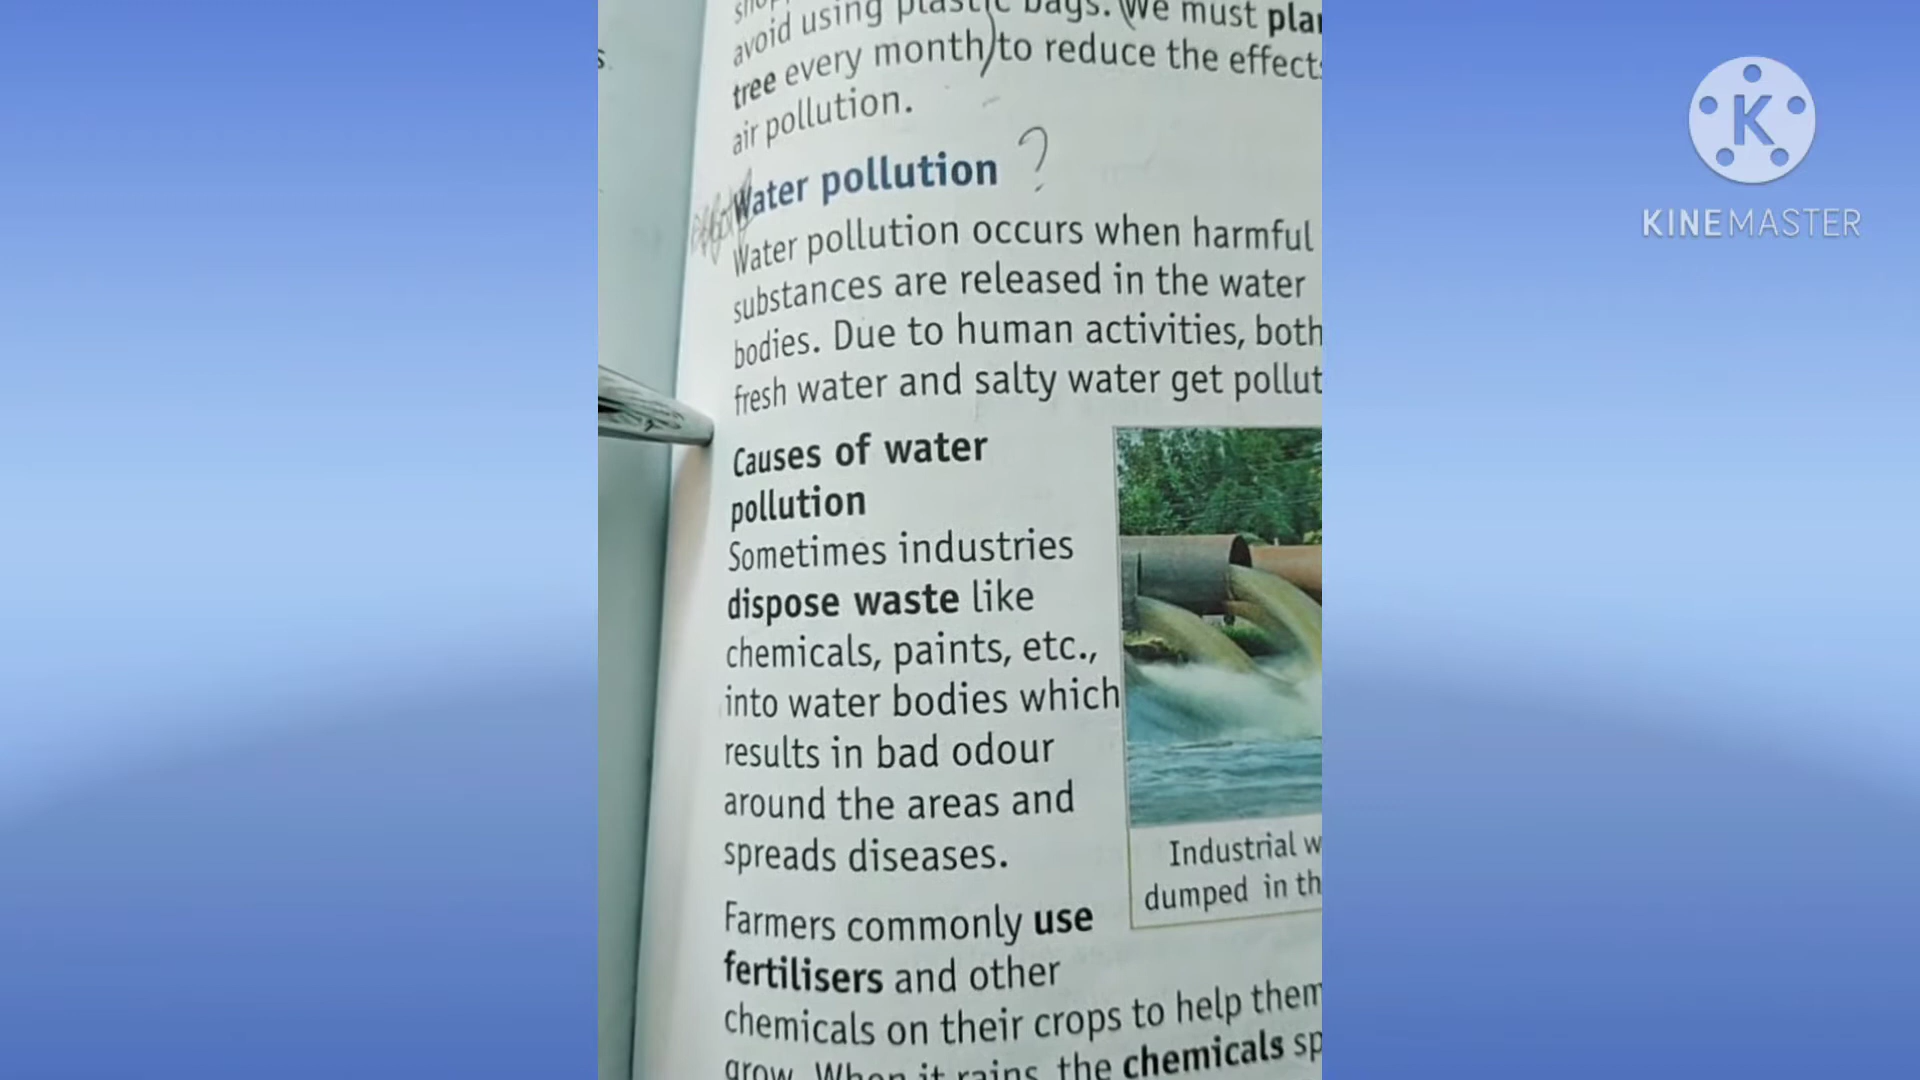 avoid using plastic bags. (We must
tree every month) to reduce the
air pollution.
Water pollution ?
Water pollution occurs when harmful
substances are released in the water
bodies. Due to human activities, both
fresh water and salty water get
Causes of water
pollution
Sometimes industries
dispose waste like
chemicals, paints, etc.,
into water bodies which
results in bad odour
around the areas and
spreads diseases.
Industrial
dumped in
Farmers commonly use
fertilisers and other
chemicals on their crops to help
grow. When it rains, the chemicals
K
KINEMASTER